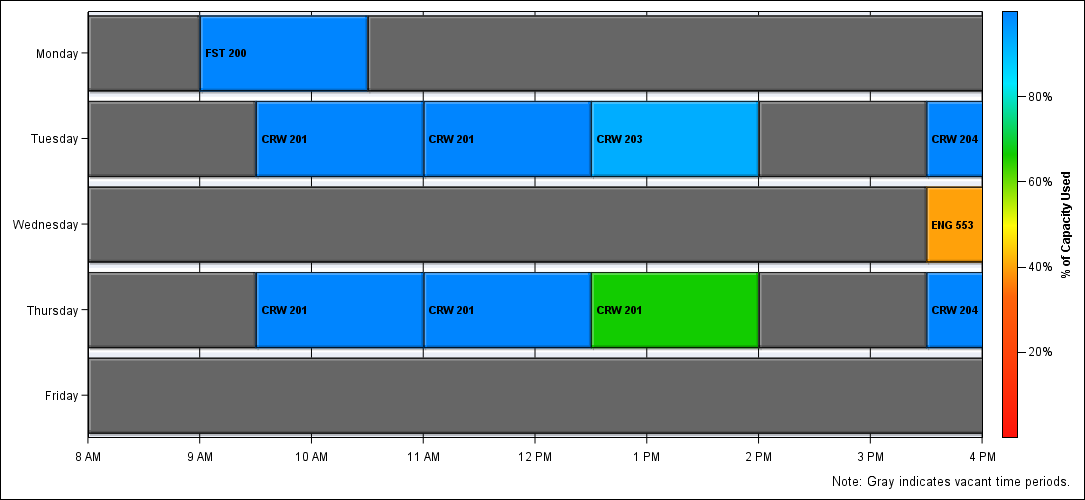 Monday
FST 200
Tuesday
CRW 201
CRW 201
CRW 203
CRW 204
Wednesday
ENG 553
Thursday
CRW 201
CRW 201
CRW 201
CRW 204
Friday
8 AM
9 AM
10 AM
11 AM
12 PM
1 PM
2 PM
3 PM
4 PM
80%
60%
40%
20%
% of Capacity Used
Note: Gray indicates vacant time periods.